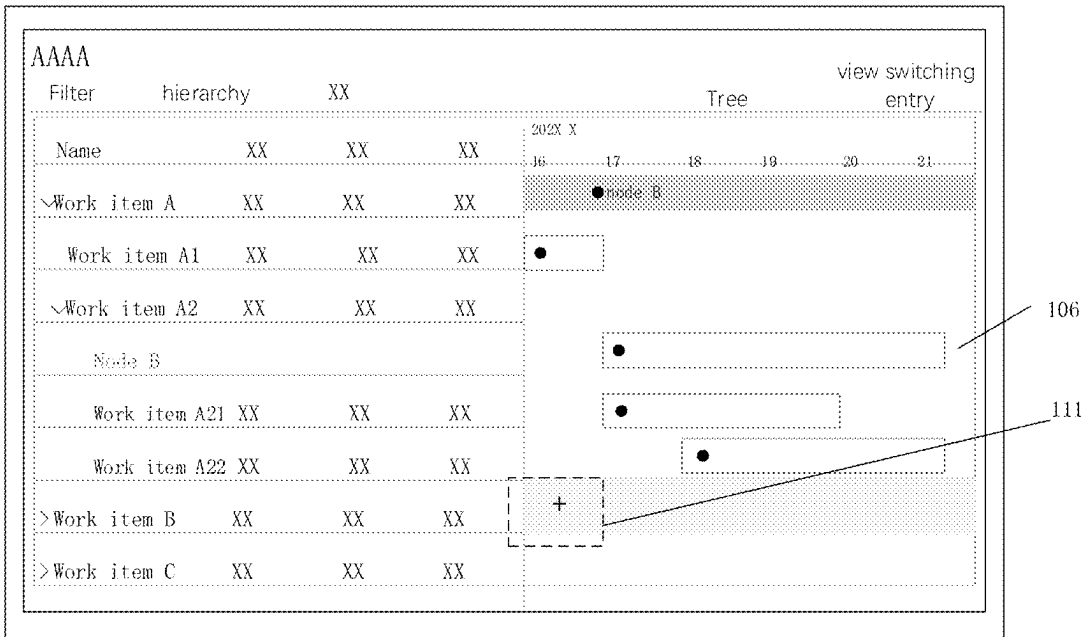 AAAA
view switching
entry
Filter hierarchy XX Tree
202X X
Name XX XX XX
16 17 18 19 20 21
Work item A XX XX XX node B
Work item A1 XX XX XX
Work item A2 XX XX XX
106
Node B
Work item A21 XX XX XX
111
Work item A22 XX XX XX
Work item B XX XX XX +
Work item C XX XX XX